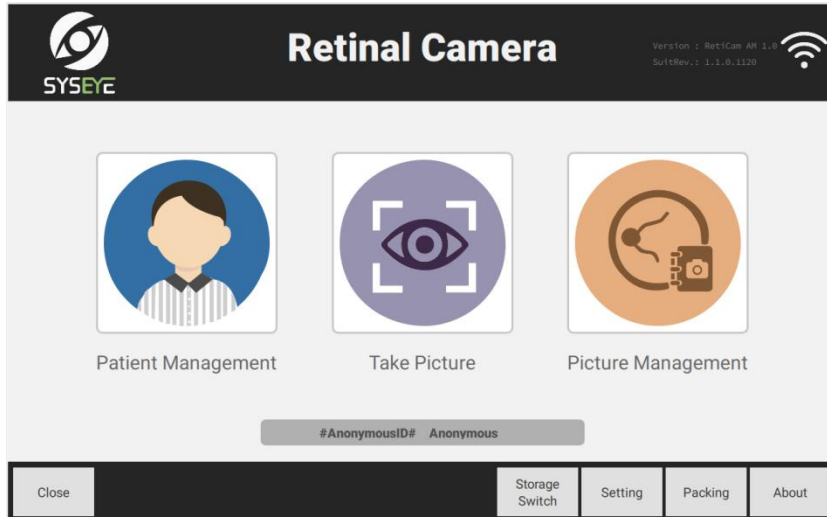 SYSEYE
Retinal Camera
Version : RetiCam AM 1.0
SuitRev.: 1.1.0.1120
Patient Management
Take Picture
Picture Management
#AnonymousID# Anonymous
Close
Storage
Switch
Setting
Packing
About